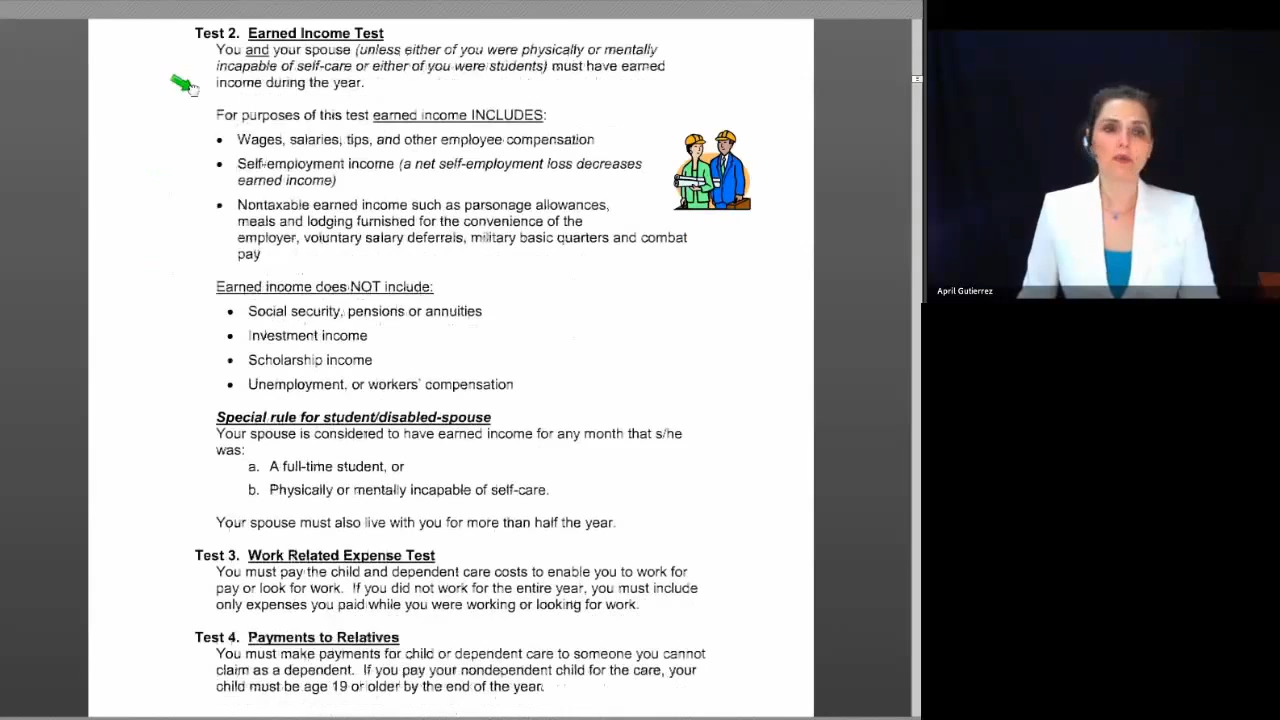 Test 2. Earned Income Test
You and your spouse (unless either of you were physically or mentally
incapable of self-care or either of you were students) must have earned
income during the year.
For purposes of this test earned income INCLUDES:
• Wages, salaries, tips, and other employee compensation
• Self-employment income (a net self-employment loss decreases
earned income)
• Nontaxable earned income such as parsonage allowances,
meals and lodging furnished for the convenience of the
employer, voluntary salary deferrals, military basic quarters and combat
pay
Earned income does NOT include:
• Social security, pensions or annuities
• Investment income
• Scholarship income
• Unemployment, or workers' compensation
Special rule for student/disabled-spouse
Your spouse is considered to have earned income for any month that s/he
was:
a. A full-time student, or
b. Physically or mentally incapable of self-care.
Your spouse must also live with you for more than half the year.
Test 3. Work Related Expense Test
You must pay the child and dependent care costs to enable you to work for
pay or look for work. If you did not work for the entire year, you must include
only expenses you paid while you were working or looking for work.
Test 4. Payments to Relatives
You must make payments for child or dependent care to someone you cannot
claim as a dependent. If you pay your nondependent child for the care, your
child must be age 19 or older by the end of the year.
April Gutierrez